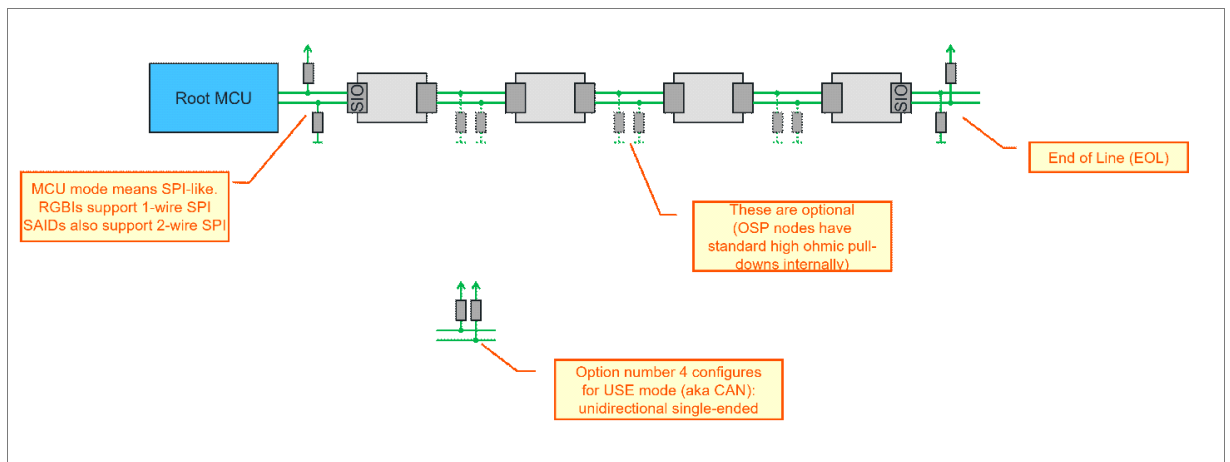 Root MCU
SIO
SIO
End of Line (EOL)
MCU mode means SPI-like.
RGBIs support 1-wire SPI
SAIDs also support 2-wire SPI
These are optional
(OSP nodes have
standard high ohmic pull-
downs internally)
Option number 4 configures
for USE mode (aka CAN):
unidirectional single-ended